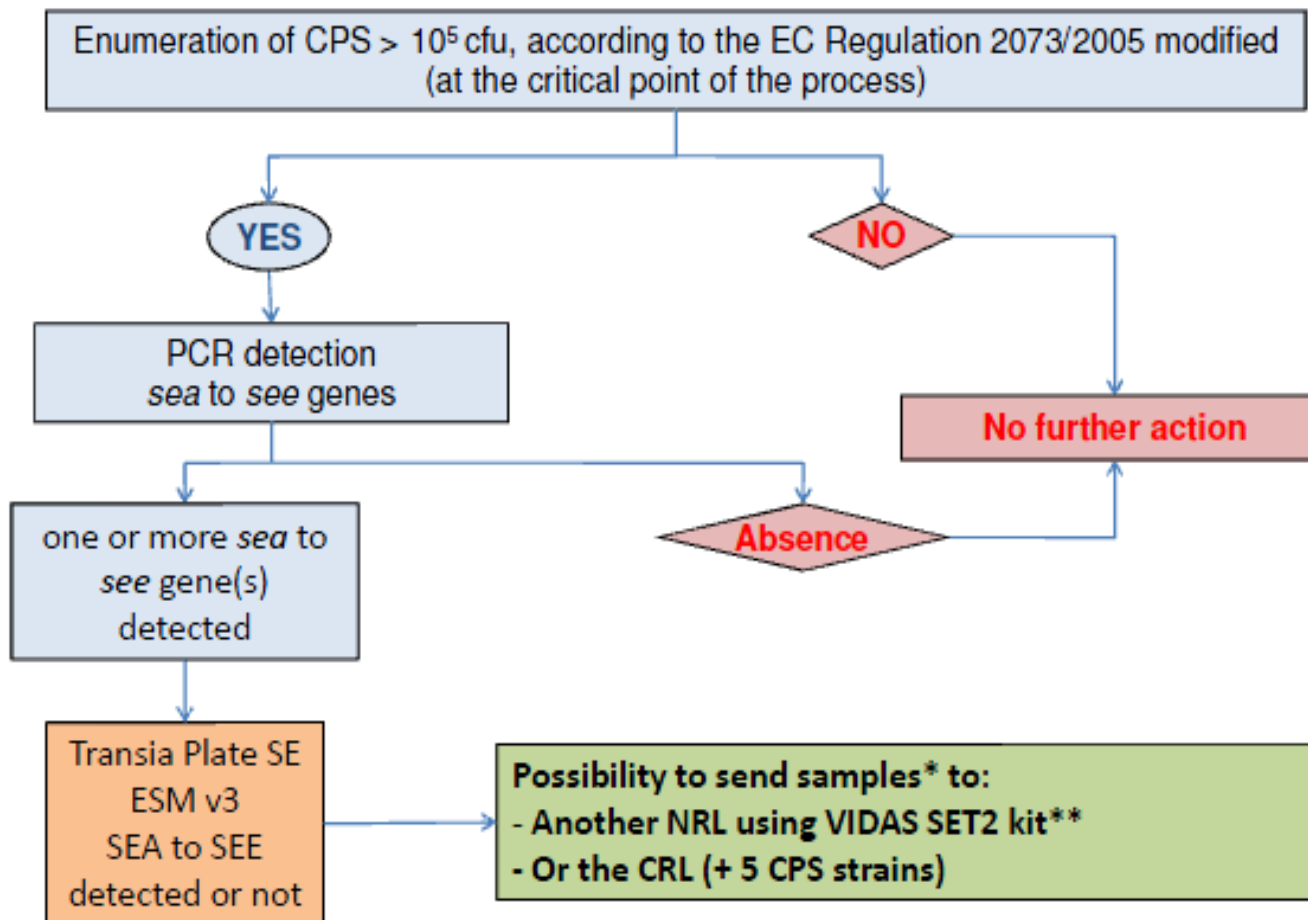 Enumeration of CPS > 10⁵ cfu, according to the EC Regulation 2073/2005 modified
(at the critical point of the process)
YES
NO
PCR detection
sea to see genes
No further action
one or more sea to
see gene(s)
detected
Absence
Transia Plate SE
ESM v3
SEA to SEE
detected or not
Possibility to send samples* to:
- Another NRL using VIDAS SET2 kit**
- Or the CRL (+ 5 CPS strains)